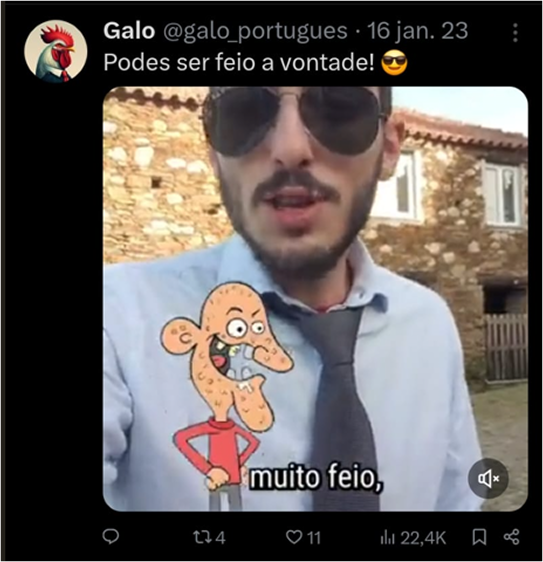 Galo @galo_portugues · 16 jan. 23
Podes ser feio a vontade! 😎
muito feio,
4 11 22,4K